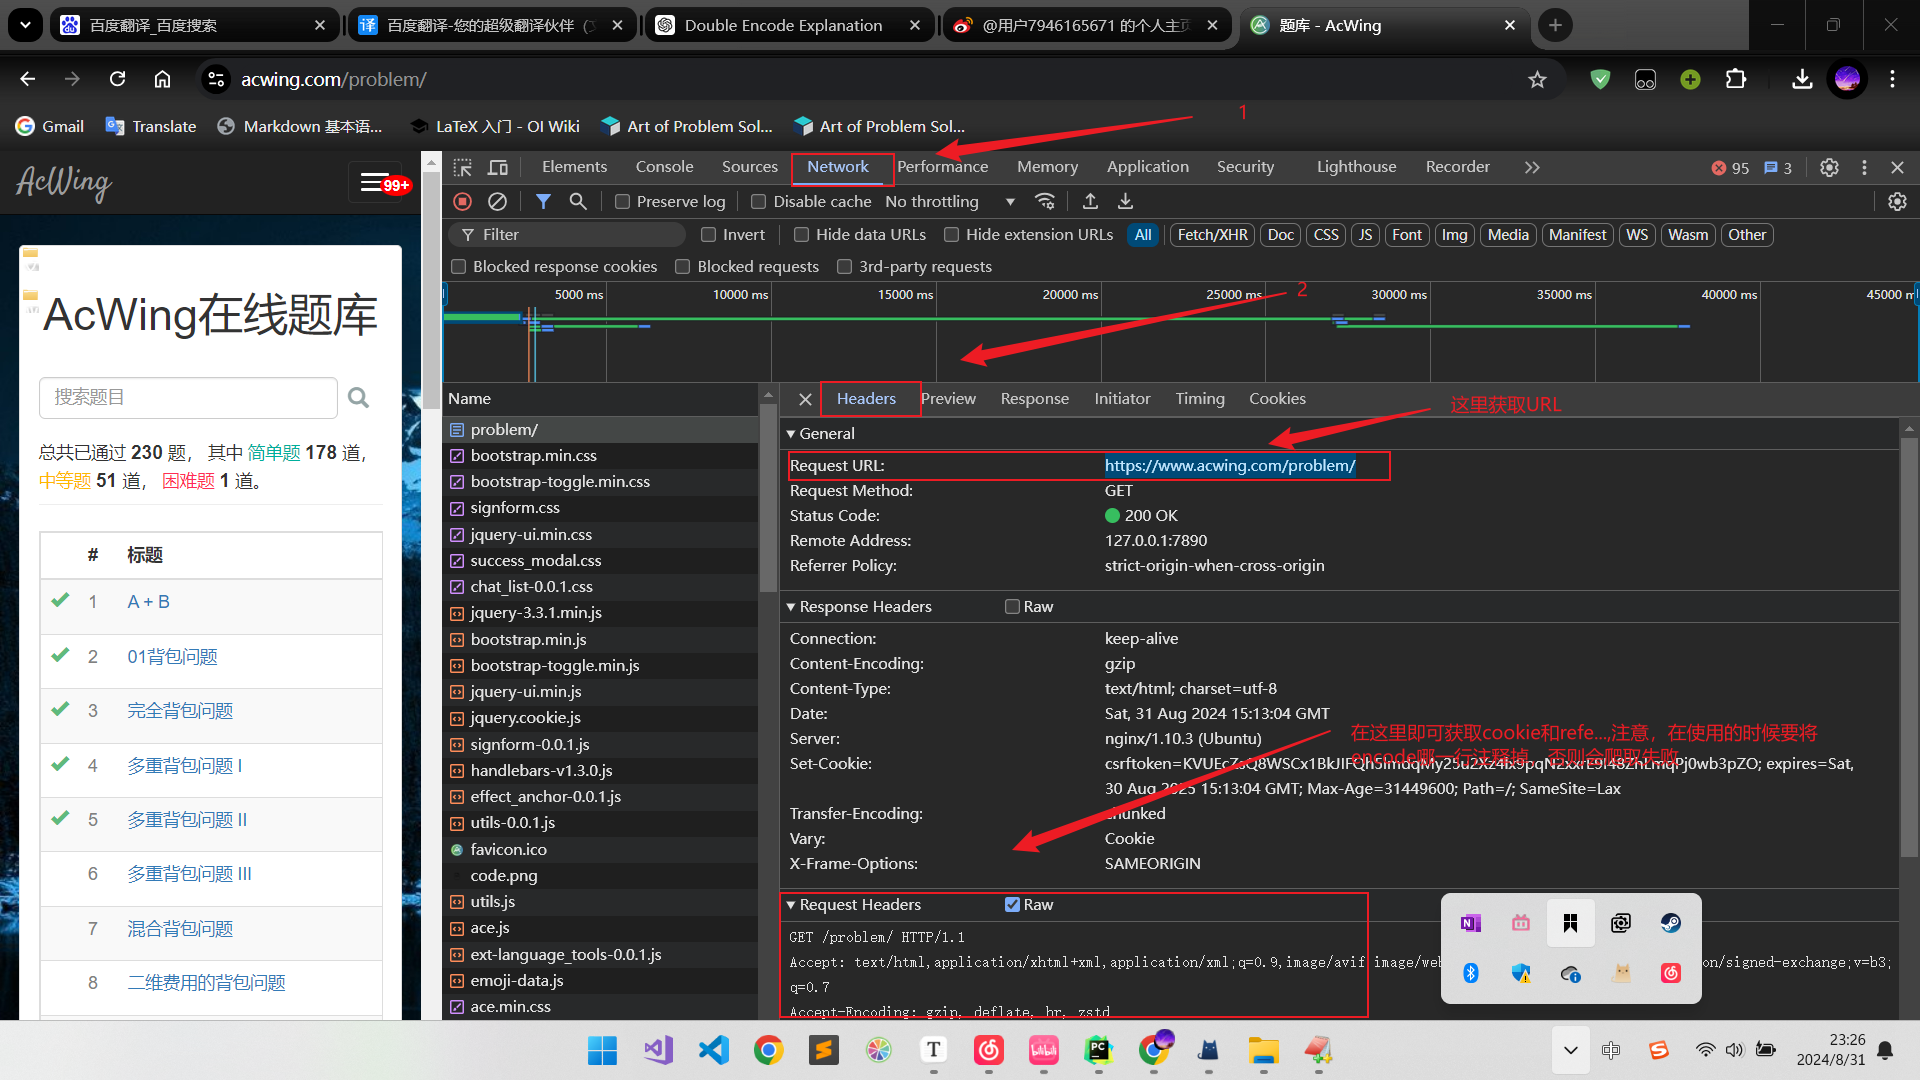 百度翻译_百度搜索
百度翻译-您的超级翻译伙伴（
Double Encode Explanation
@用户7946165671 的个人主页
题库 - AcWing
acwing.com/problem/
Gmail
Translate
Markdown 基本语...
LaTeX 入门 - OI Wiki
Art of Problem Sol...
Art of Problem Sol...
1
AcWing
99+
Elements
Console
Sources
Network
Performance
Memory
Application
Security
Lighthouse
Recorder
95
3
Preserve log
Disable cache
No throttling
Filter
Invert
Hide data URLs
Hide extension URLs
All
Fetch/XHR
Doc
CSS
JS
Font
Img
Media
Manifest
WS
Wasm
Other
Blocked response cookies
Blocked requests
3rd-party requests
5000 ms
10000 ms
15000 ms
20000 ms
25000 ms
30000 ms
35000 ms
40000 ms
45000 m
2
AcWing在线题库
搜索题目
总共已通过 230 题， 其中 简单题 178 道，
中等题 51 道， 困难题 1 道。
# 标题
1 A + B
2 01背包问题
3 完全背包问题
4 多重背包问题 I
5 多重背包问题 II
6 多重背包问题 III
7 混合背包问题
8 二维费用的背包问题
Name
problem/
bootstrap.min.css
bootstrap-toggle.min.css
signform.css
jquery-ui.min.css
success_modal.css
chat_list-0.0.1.css
jquery-3.3.1.min.js
bootstrap.min.js
bootstrap-toggle.min.js
jquery-ui.min.js
jquery.cookie.js
signform-0.0.1.js
handlebars-v1.3.0.js
effect_anchor-0.0.1.js
utils-0.0.1.js
favicon.ico
code.png
utils.js
ace.js
ext-language_tools-0.0.1.js
emoji-data.js
ace.min.css
Headers
Preview
Response
Initiator
Timing
Cookies
这里获取URL
General
Request URL: https://www.acwing.com/problem/
Request Method: GET
Status Code: 200 OK
Remote Address: 127.0.0.1:7890
Referrer Policy: strict-origin-when-cross-origin
Response Headers
Raw
Connection: keep-alive
Content-Encoding: gzip
Content-Type: text/html; charset=utf-8
Date: Sat, 31 Aug 2024 15:13:04 GMT
Server: nginx/1.10.3 (Ubuntu)
在这里即可获取cookie和refe...,注意，在使用的时候要将
encode哪一行注释掉，否则会爬取失败
Set-Cookie:
expires=Sat,
30 Aug 2025 15:13:04 GMT; Max-Age=31449600; Path=/; SameSite=Lax
Transfer-Encoding: chunked
Vary: Cookie
X-Frame-Options: SAMEORIGIN
Request Headers
Raw
GET /problem/ HTTP/1.1
Accept: text/html,application/xhtml+xml,application/xml;q=0.9,image/avif,image/web
on/signed-exchange;v=b3;
q=0.7
Accept-Encoding: gzip, deflate, br, zstd
中
23:26
2024/8/31